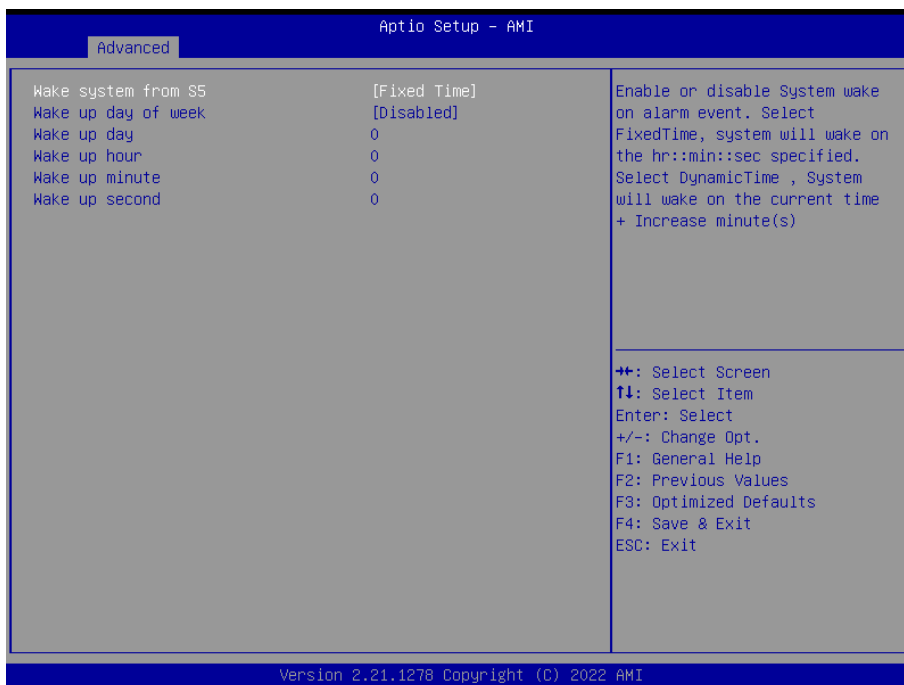 Aptio Setup – AMI
Advanced
Wake system from S5 [Fixed Time]
Wake up day of week [Disabled]
Wake up day 0
Wake up hour 0
Wake up minute 0
Wake up second 0
Enable or disable System wake
on alarm event. Select
FixedTime, system will wake on
the hr::min::sec specified.
Select DynamicTime , System
will wake on the current time
+ Increase minute(s)
→←: Select Screen
↑↓: Select Item
Enter: Select
+/-: Change Opt.
F1: General Help
F2: Previous Values
F3: Optimized Defaults
F4: Save & Exit
ESC: Exit
Version 2.21.1278 Copyright (C) 2022 AMI